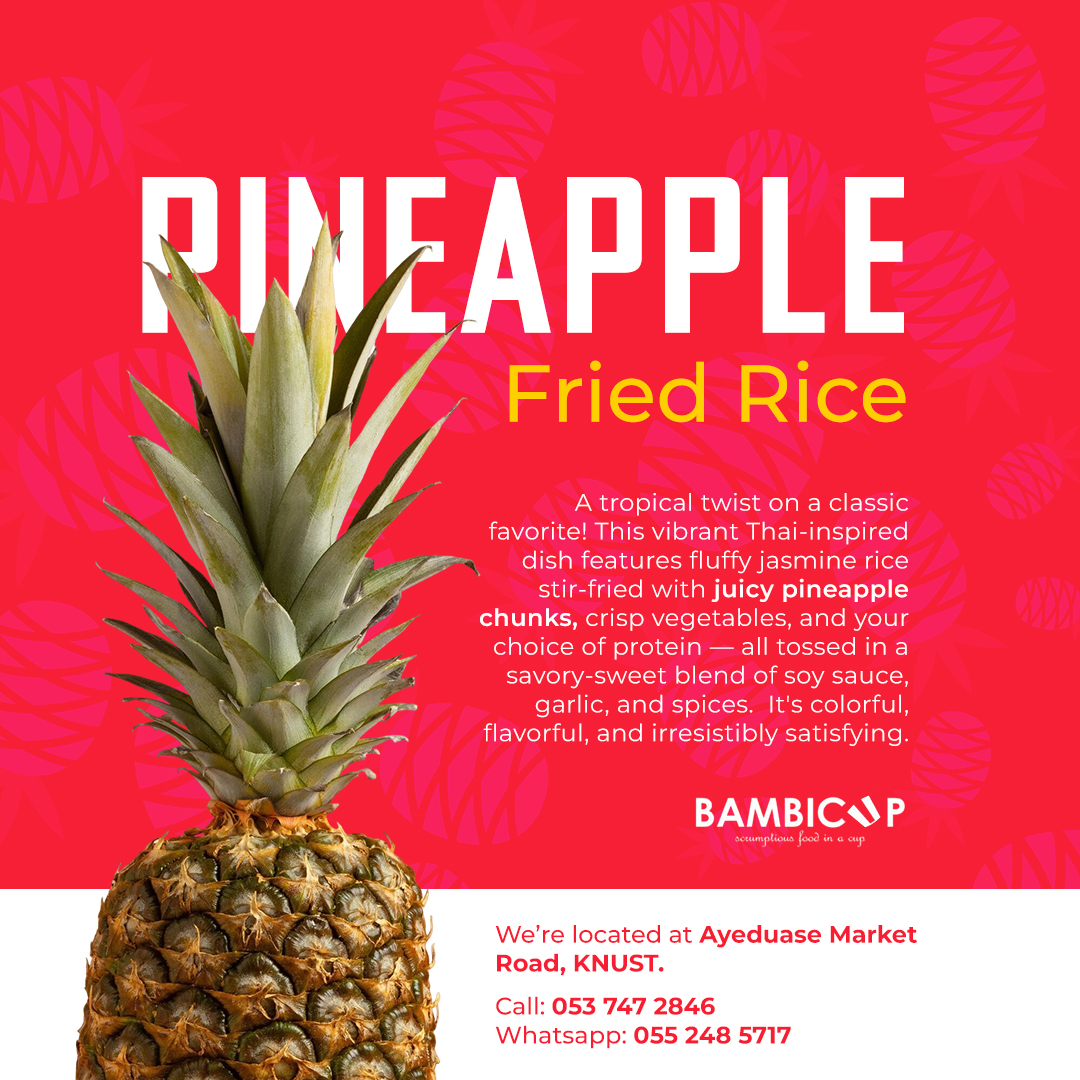 PINEAPPLE
Fried Rice
A tropical twist on a classic
favorite! This vibrant Thai-inspired
dish features fluffy jasmine rice
stir-fried with juicy pineapple
chunks, crisp vegetables, and your
choice of protein — all tossed in a
savory-sweet blend of soy sauce,
garlic, and spices.  It's colorful,
flavorful, and irresistibly satisfying.
BAMBICUP
scrumptious food in a cup
We’re located at Ayeduase Market
Road, KNUST.
Call: 053 747 2846
Whatsapp: 055 248 5717